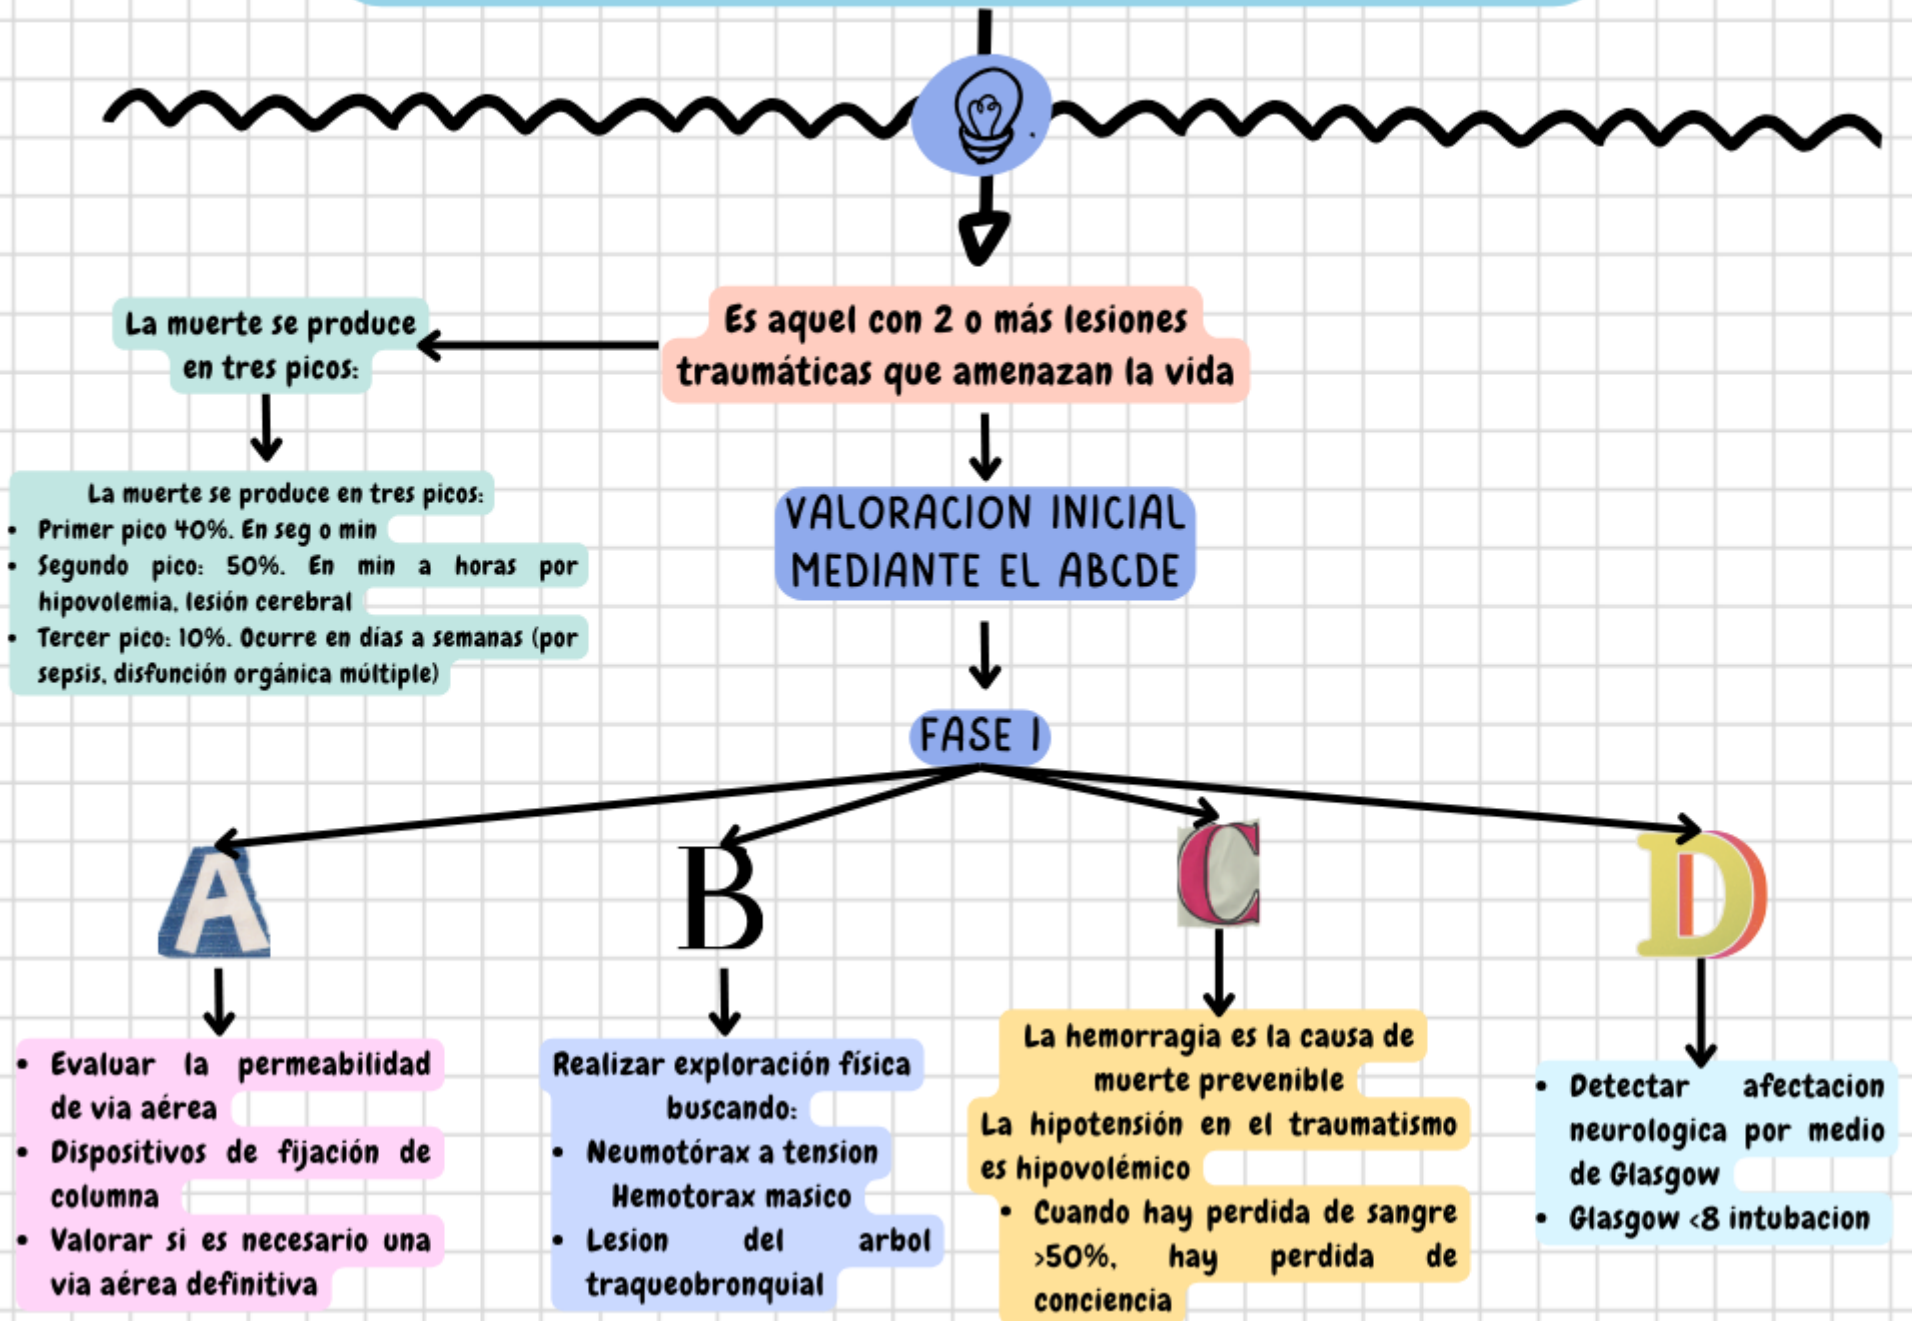 Es aquel con 2 o más lesiones
traumáticas que amenazan la vida
La muerte se produce
en tres picos:
La muerte se produce en tres picos:
• Primer pico 40%. En seg o min
• Segundo pico: 50%. En min a horas por
hipovolemia, lesión cerebral
• Tercer pico: 10%. Ocurre en días a semanas (por
sepsis, disfunción orgánica múltiple)
VALORACION INICIAL
MEDIANTE EL ABCDE
FASE 1
A
• Evaluar la permeabilidad
de via aérea
• Dispositivos de fijación de
columna
• Valorar si es necesario una
via aérea definitiva
B
Realizar exploración física
buscando:
• Neumotórax a tension
Hemotorax masico
• Lesion del arbol
traqueobronquial
C
La hemorragia es la causa de
muerte prevenible
La hipotensión en el traumatismo
es hipovolémico
• Cuando hay perdida de sangre
>50%, hay perdida de
conciencia
D
• Detectar afectacion
neurologica por medio
de Glasgow
• Glasgow <8 intubacion